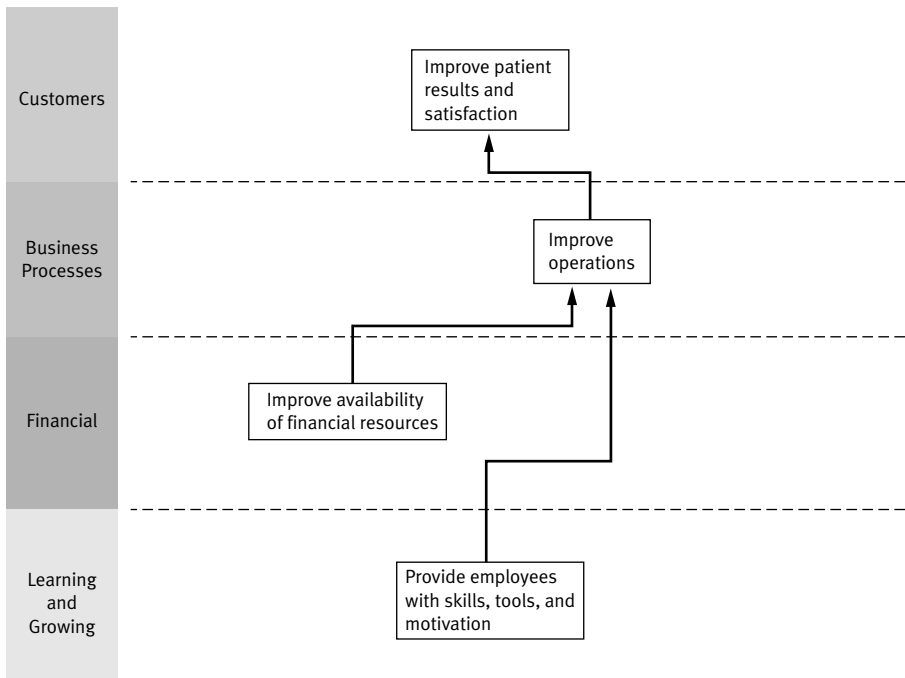 Customers
Improve patient
results and
satisfaction
Business
Processes
Improve
operations
Financial
Improve availability
of financial resources
Learning
and
Growing
Provide employees
with skills, tools, and
motivation